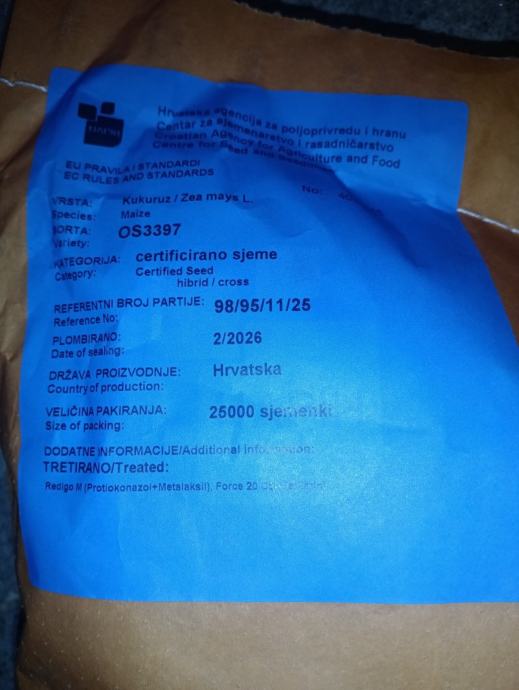 Hrvatska agencija za poljoprivredu i hranu
Centar za sjemenarstvo i rasadničarstvo
Croatian Agency for Agriculture and Food
Centre for Seed and
EU PRAVILA I STANDARDI
EC RULES AND STANDARDS
No:
VRSTA: Kukuruz / Zea mays L.
Species: Maize
SORTA: OS3397
Variety:
KATEGORIJA: certificirano sjeme
Category: Certified Seed
hibrid / cross
REFERENTNI BROJ PARTIJE: 98/95/11/25
Reference No:
PLOMBIRANO: 2/2026
Date of sealing:
DRŽAVA PROIZVODNJE: Hrvatska
Country of production:
VELIČINA PAKIRANJA: 25000 sjemenki
Size of packing:
DODATNE INFORMACIJE/Additional information:
TRETIRANO/Treated:
Redigo M (Protiokonazol+Metalaksil), Force 20